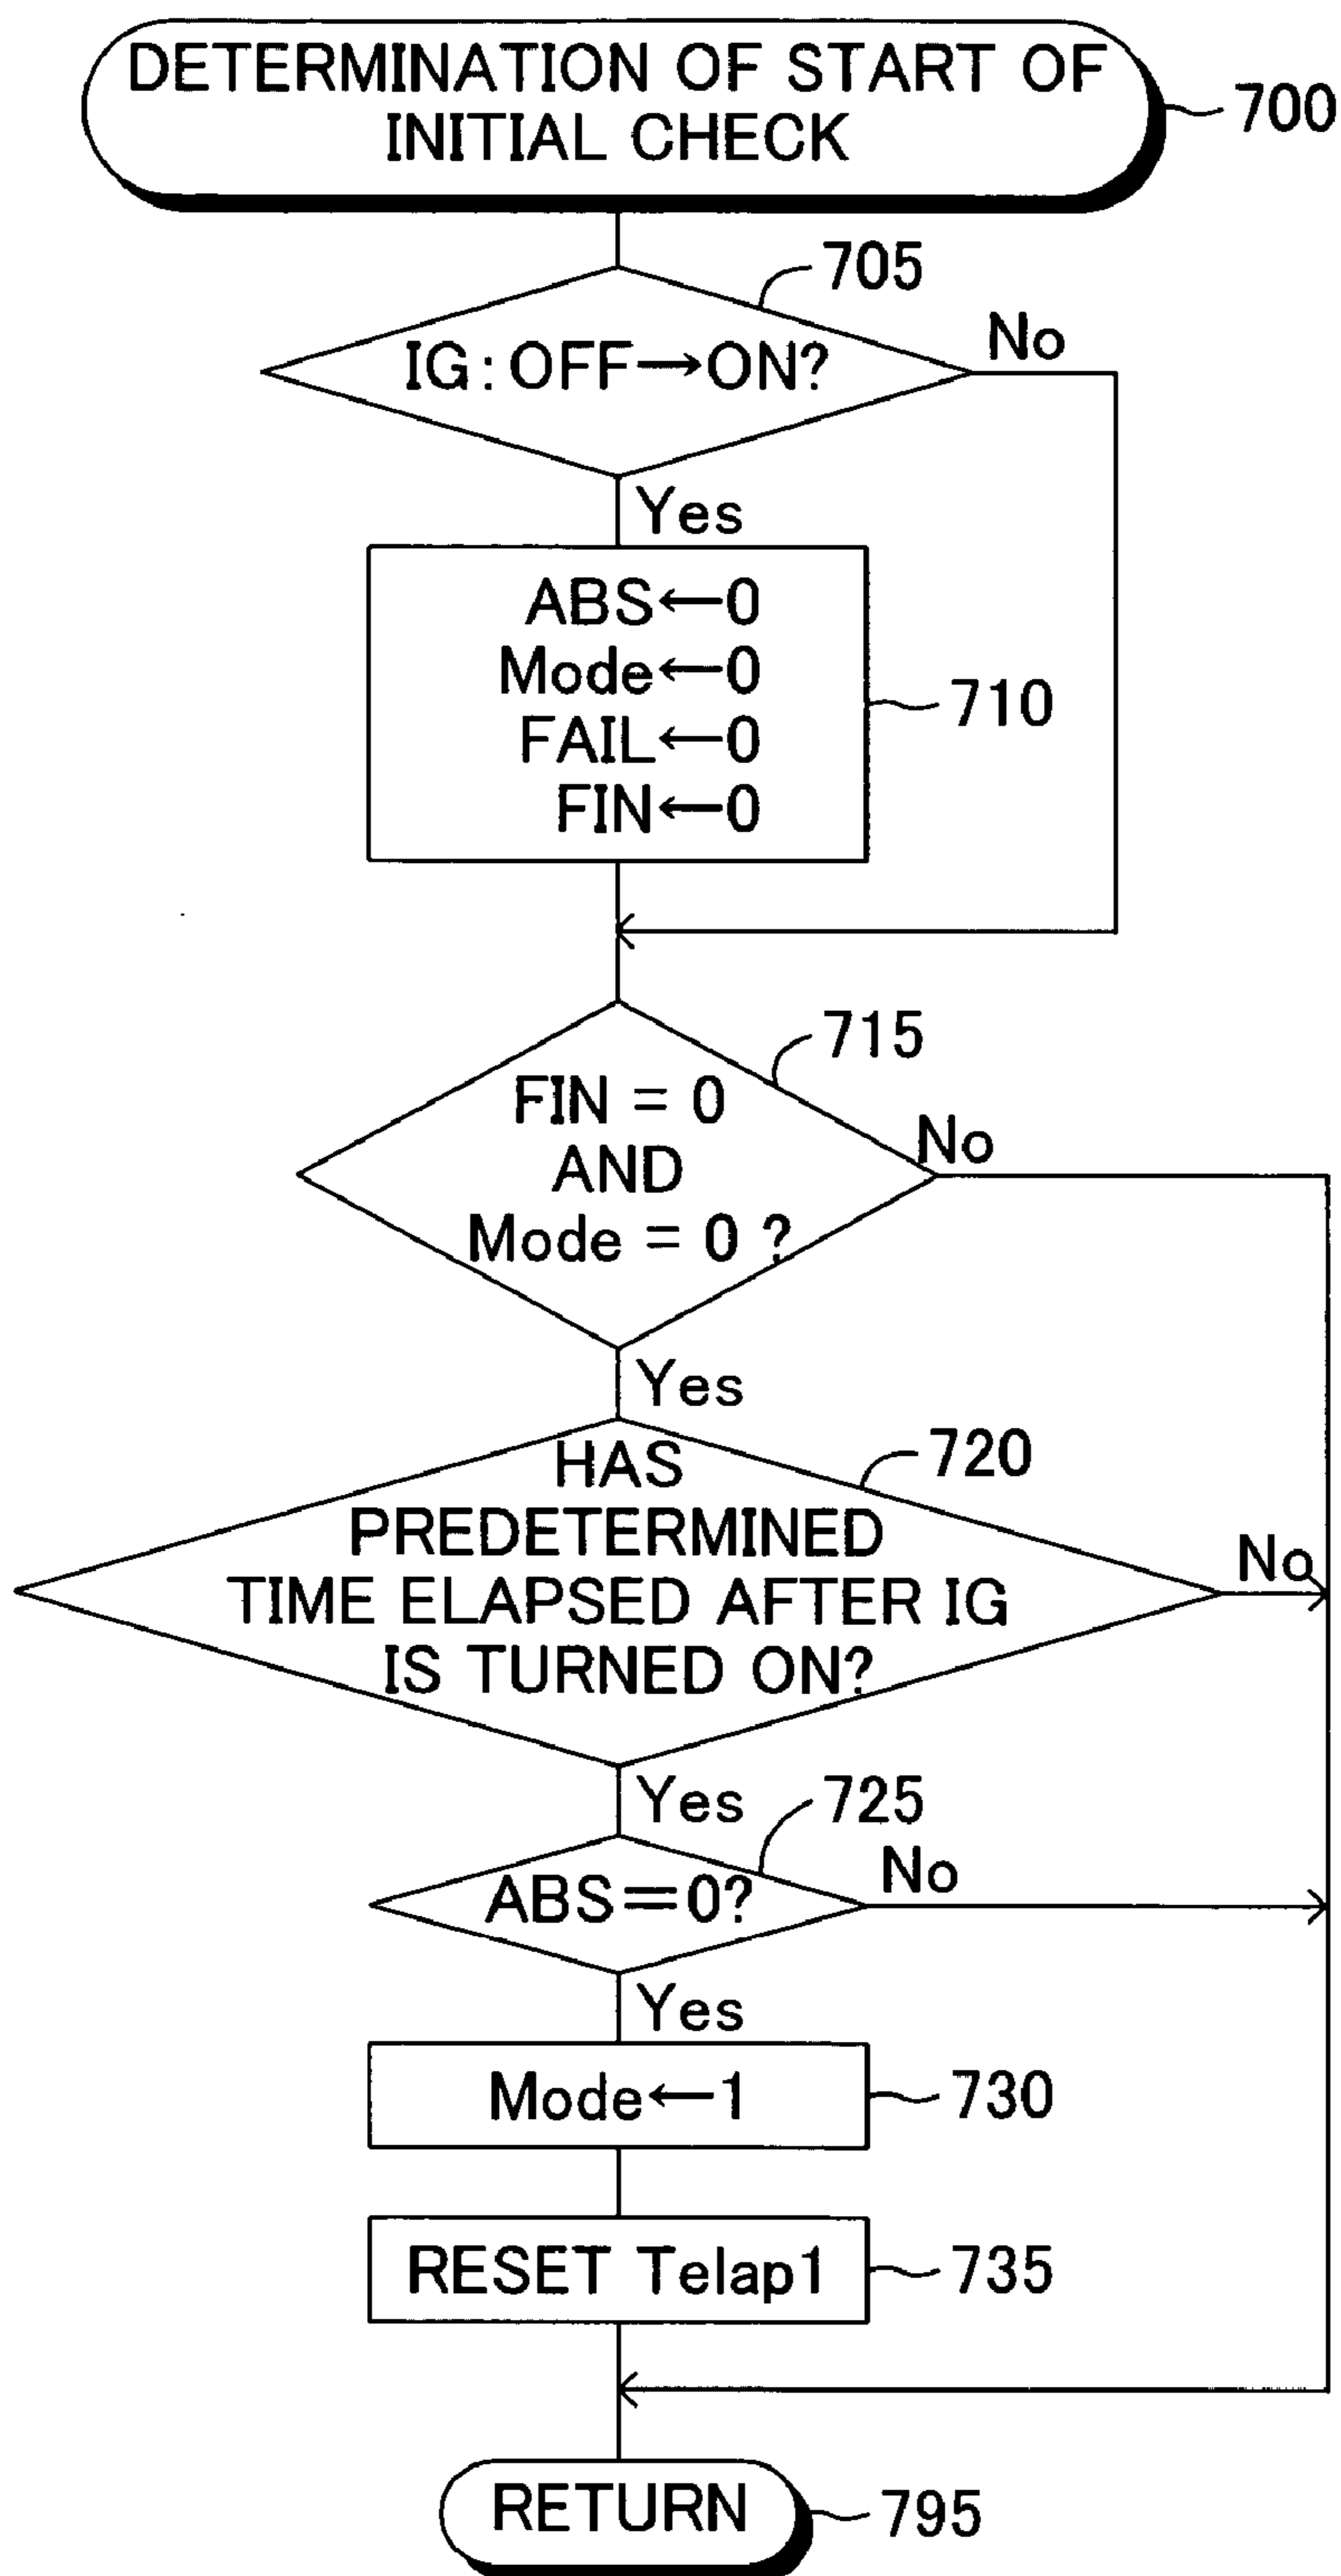 DETERMINATION OF START OF
INITIAL CHECK
700
705
IG:OFF→ON?
No
Yes
ABS←0
Mode←0
FAIL←0
FIN←0
710
715
FIN = 0
AND
Mode = 0 ?
No
Yes
720
HAS
PREDETERMINED
TIME ELAPSED AFTER IG
IS TURNED ON?
No
Yes
725
ABS=0?
No
Yes
Mode←1
730
RESET Telap1
735
RETURN
795